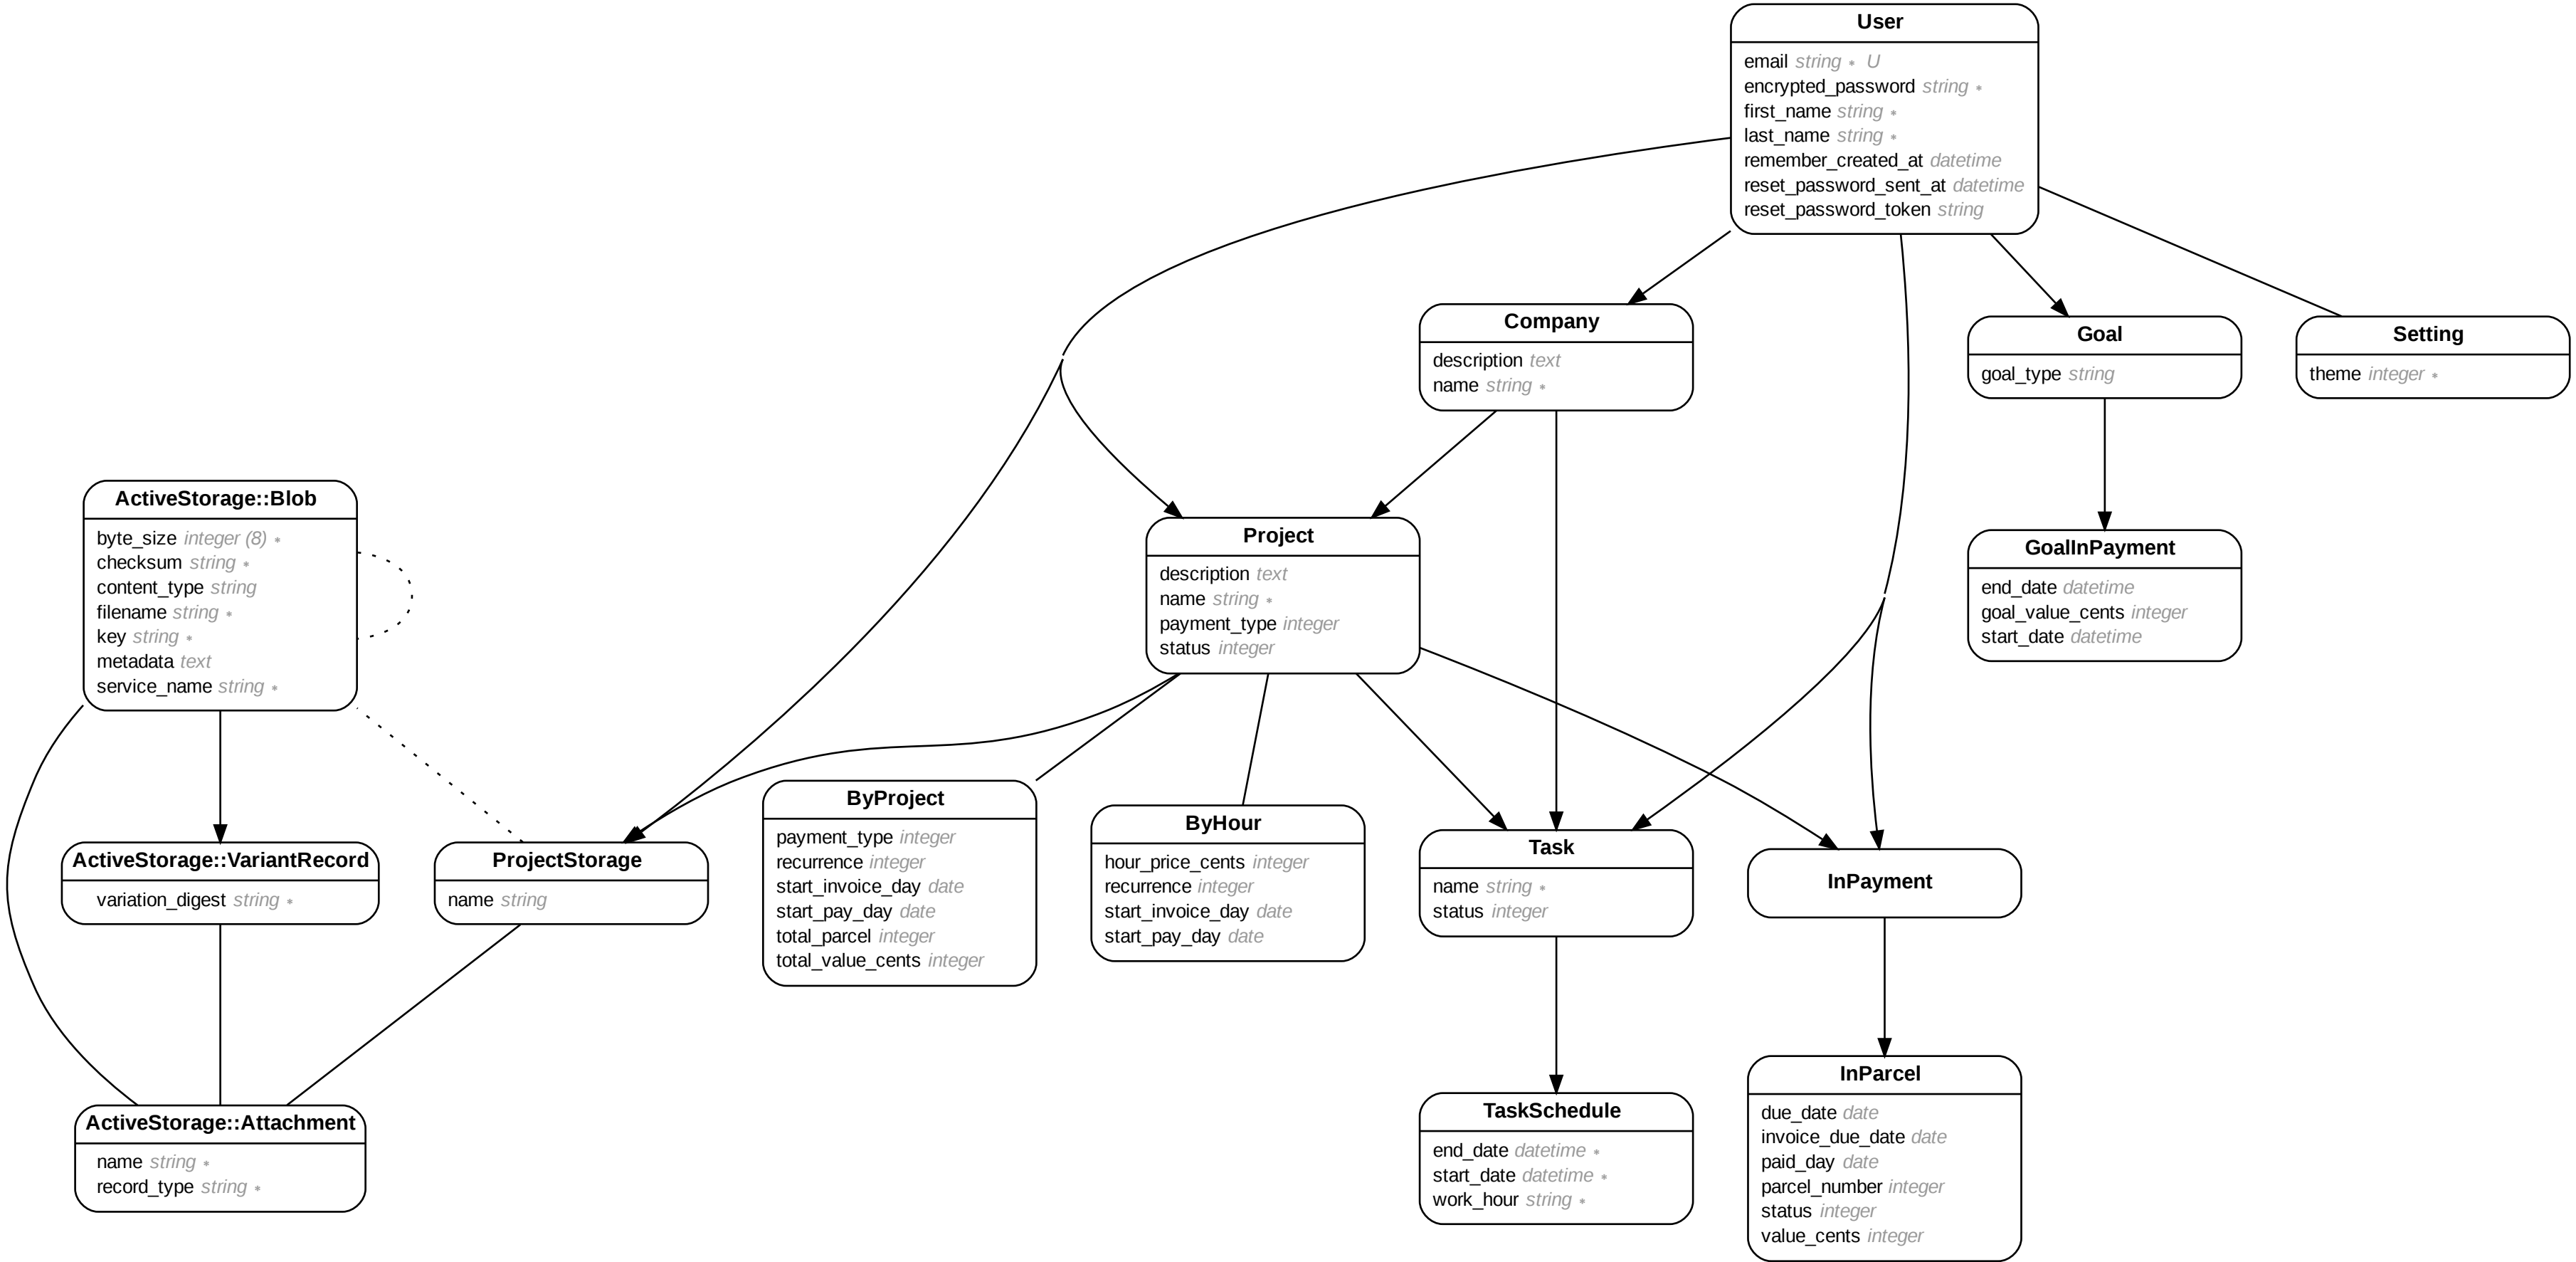 User
email string * U
encrypted_password string *
first_name string *
last_name string *
remember_created_at datetime
reset_password_sent_at datetime
reset_password_token string
Company
description text
name string *
Goal
goal_type string
Setting
theme integer *
ActiveStorage::Blob
byte_size integer (8) *
checksum string *
content_type string
filename string *
key string *
metadata text
service_name string *
Project
description text
name string *
payment_type integer
status integer
GoalInPayment
end_date datetime
goal_value_cents integer
start_date datetime
ActiveStorage::VariantRecord
variation_digest string *
ProjectStorage
name string
ByProject
payment_type integer
recurrence integer
start_invoice_day date
start_pay_day date
total_parcel integer
total_value_cents integer
ByHour
hour_price_cents integer
recurrence integer
start_invoice_day date
start_pay_day date
Task
name string *
status integer
InPayment
ActiveStorage::Attachment
name string *
record_type string *
TaskSchedule
end_date datetime *
start_date datetime *
work_hour string *
InParcel
due_date date
invoice_due_date date
paid_day date
parcel_number integer
status integer
value_cents integer